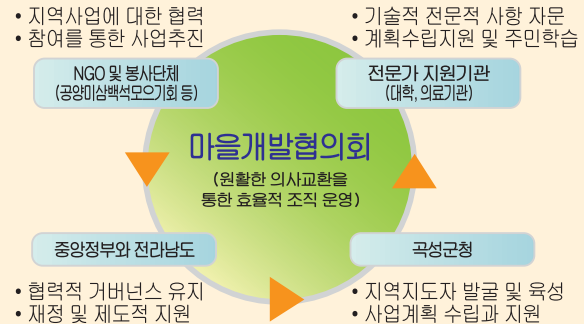 • 지역사업에 대한 협력
• 참여를 통한 사업추진
NGO 및 봉사단체
(공양미삼백석모으기회 등)
• 기술적 전문적 사항 자문
• 계획수립지원 및 주민학습
전문가 지원기관
(대학, 의료기관)
마을개발협의회
(원활한 의사교환을
통한 효율적 조직 운영)
중앙정부와 전라남도
• 협력적 거버넌스 유지
• 재정 및 제도적 지원
곡성군청
• 지역지도자 발굴 및 육성
• 사업계획 수립과 지원